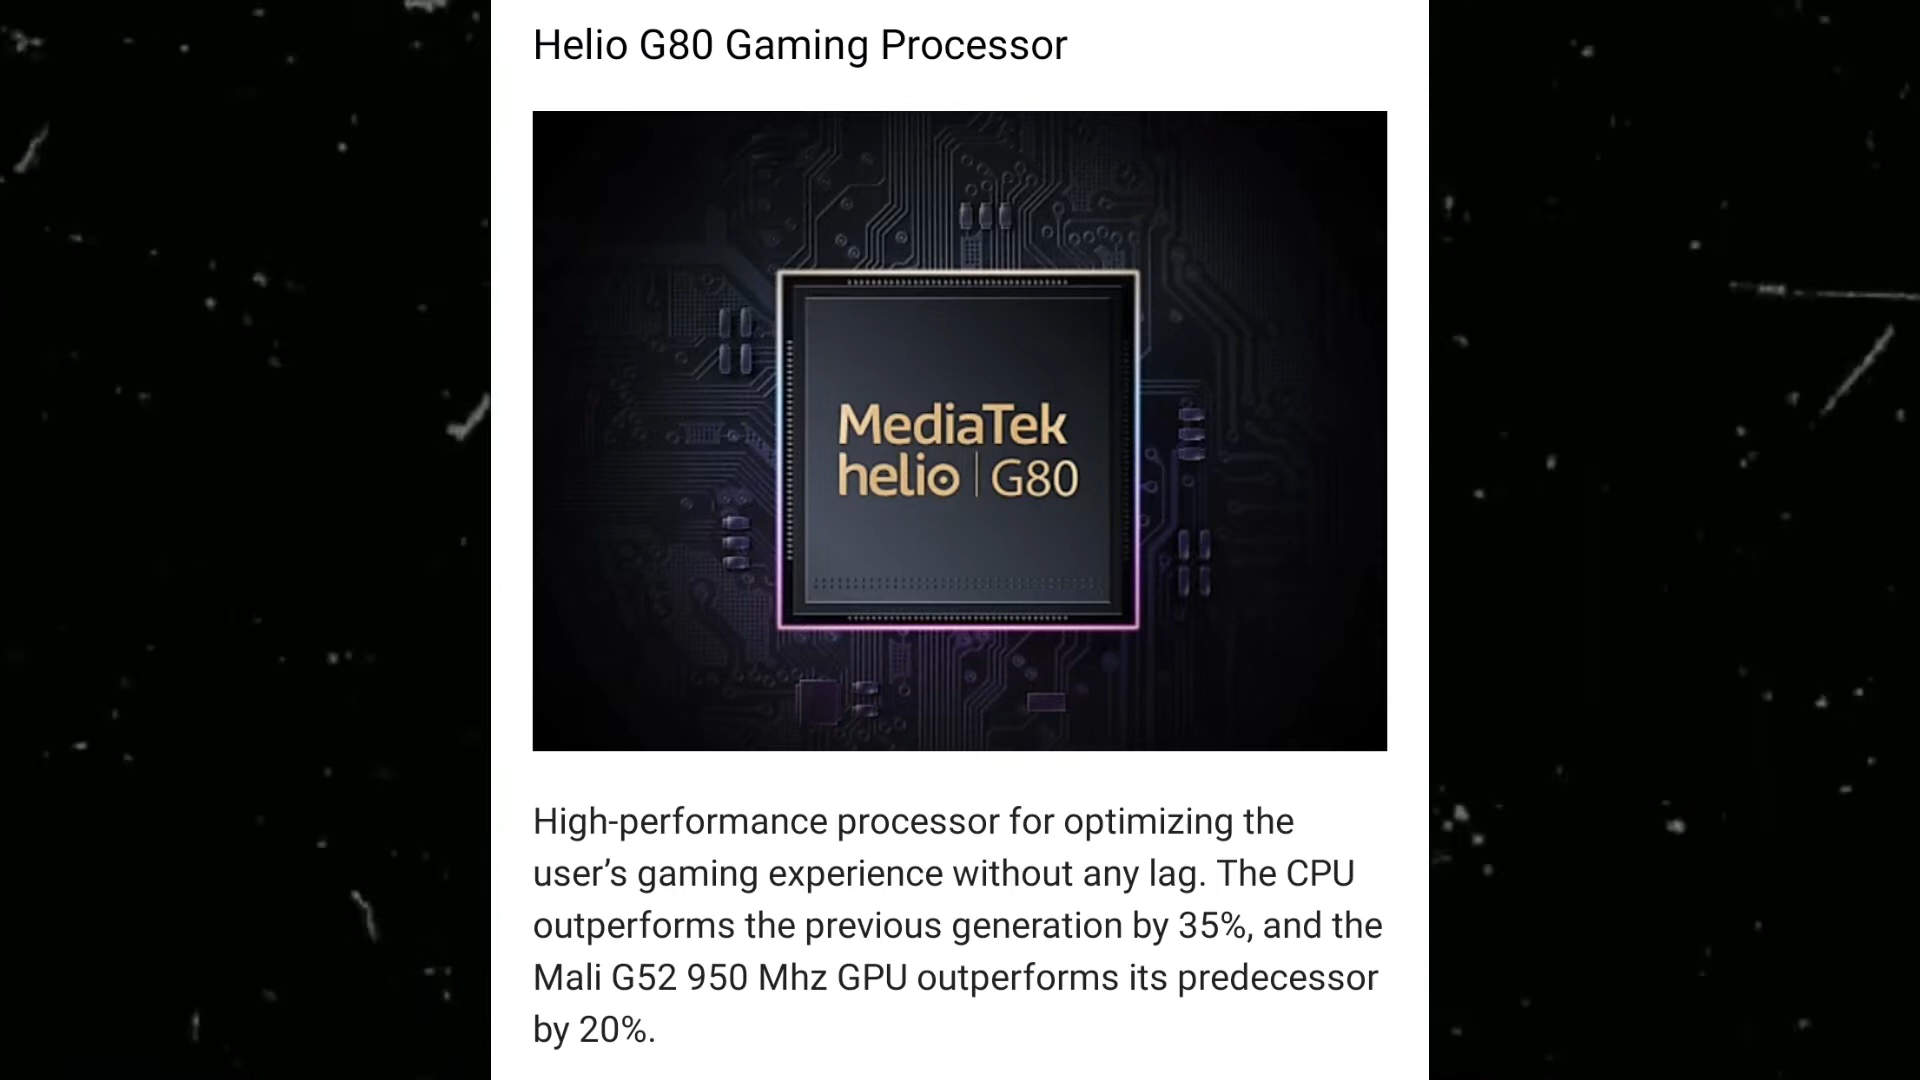 Helio G80 Gaming Processor
MediaTek
helio | G80
High-performance processor for optimizing the
user’s gaming experience without any lag. The CPU
outperforms the previous generation by 35%, and the
Mali G52 950 Mhz GPU outperforms its predecessor
by 20%.